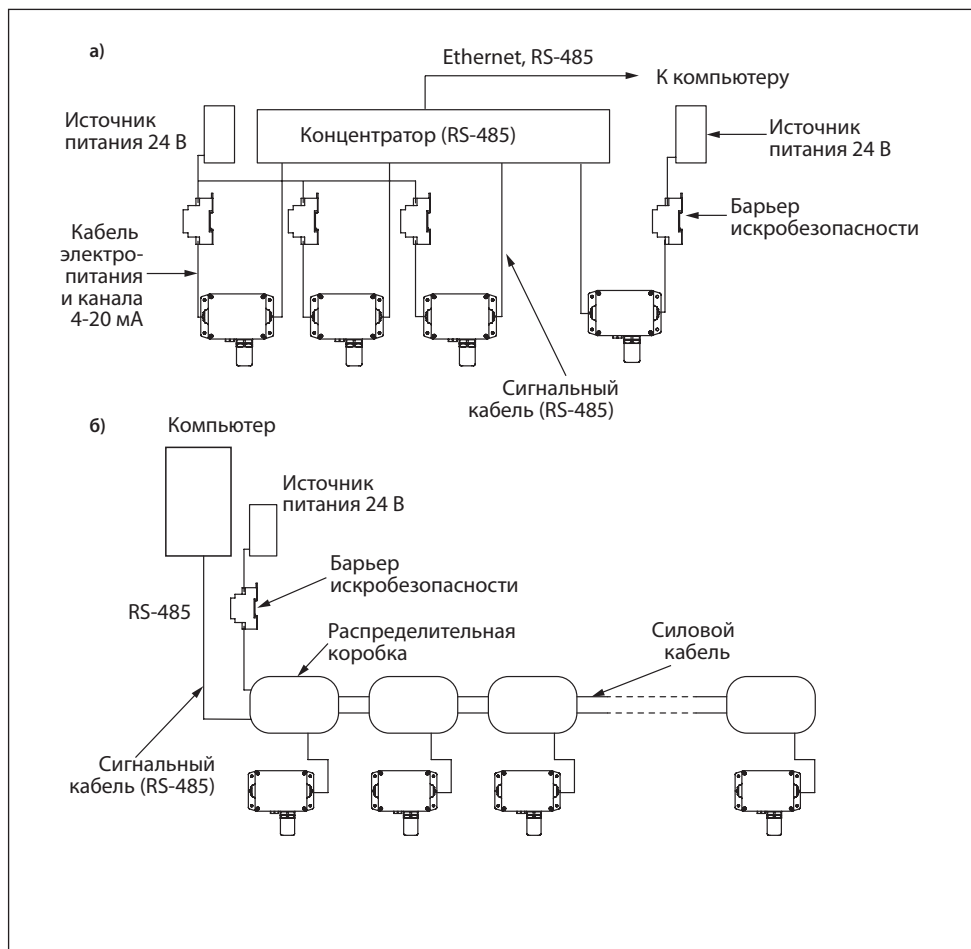 а)
Ethernet, RS-485
К компьютеру
Источник
питания 24 В
Концентратор (RS-485)
Источник
питания 24 В
Барьер
искробезопасности
Кабель
электро-
питания
и канала
4-20 мА
Сигнальный
кабель (RS-485)
б)
Компьютер
Источник
питания 24 В
Барьер
искробезопасности
RS-485
Распределительная
коробка
Силовой
кабель
Сигнальный
кабель (RS-485)